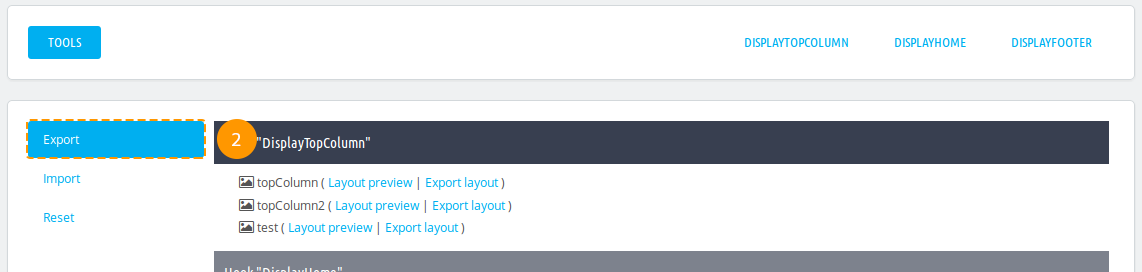 TOOLS DISPLAYTOPCOLUMN DISPLAYHOME DISPLAYFOOTER
Export
Import
Reset
2 "DisplayTopColumn"
topColumn ( Layout preview | Export layout )
topColumn2 ( Layout preview | Export layout )
test ( Layout preview | Export layout )
Hook "DisplayHome"